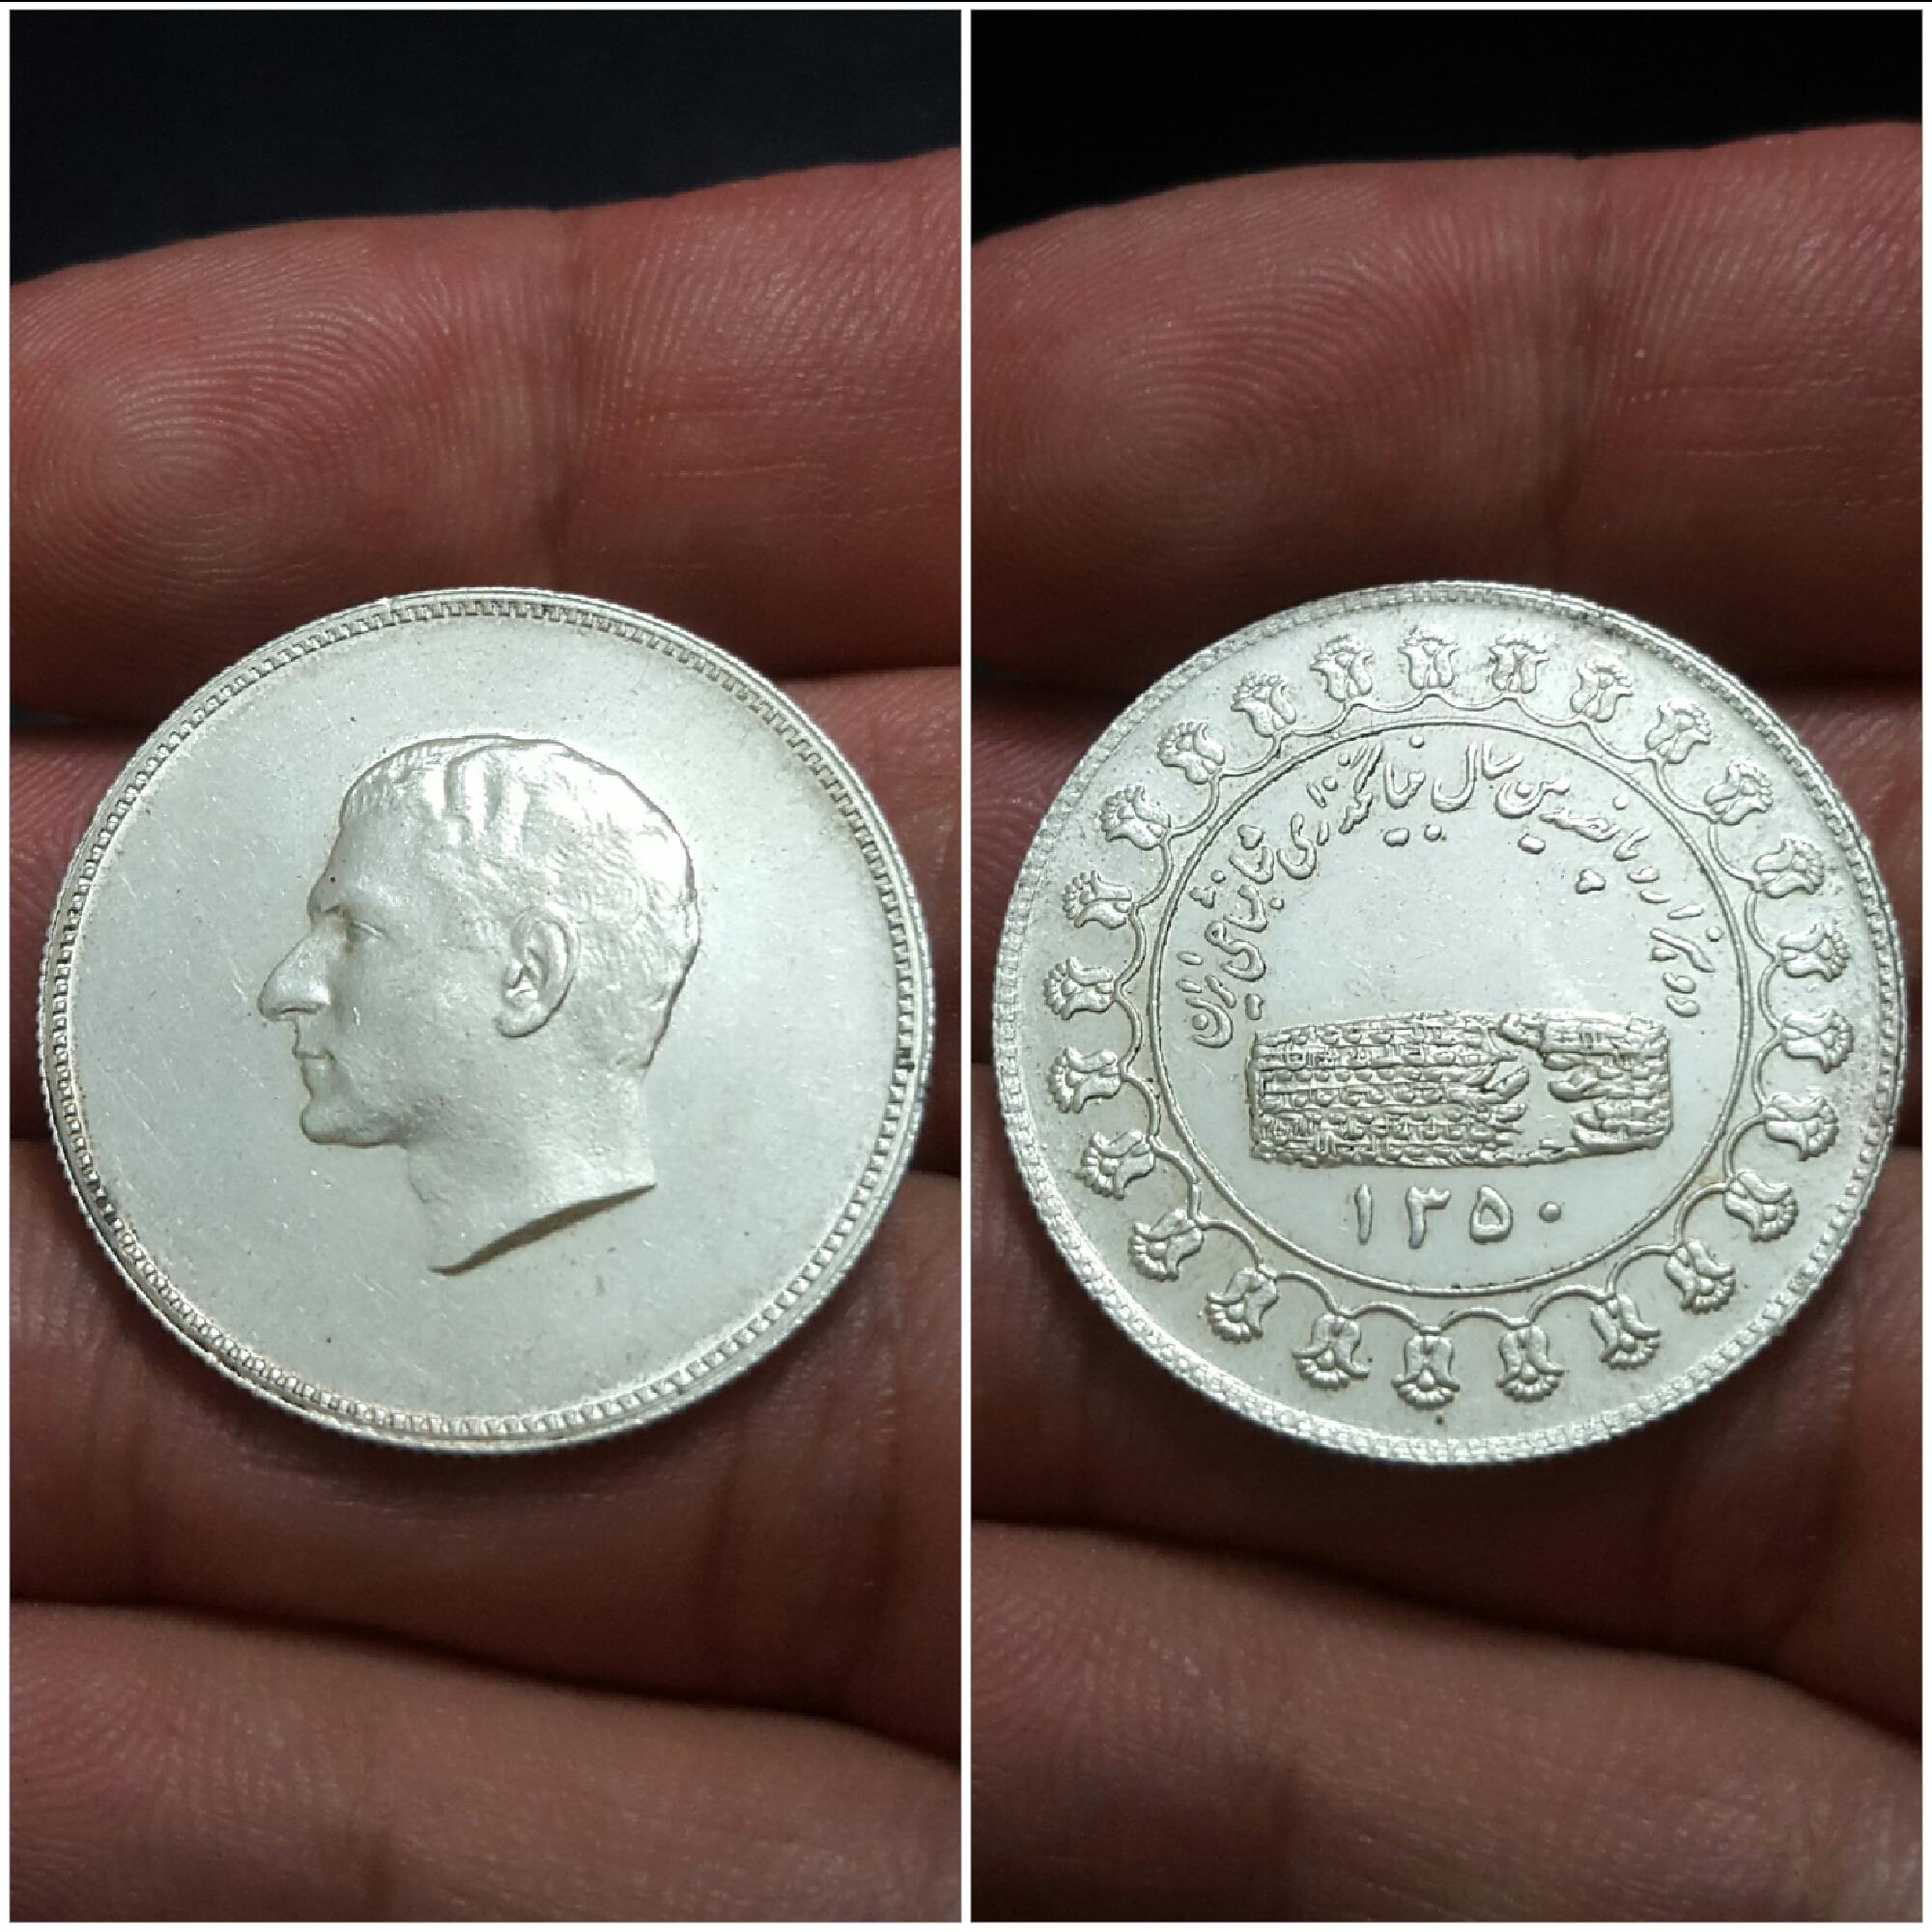 دو هزار و پانصدمین سال بنیانگذاری شاهنشاهی ایران
۱۳۵۰